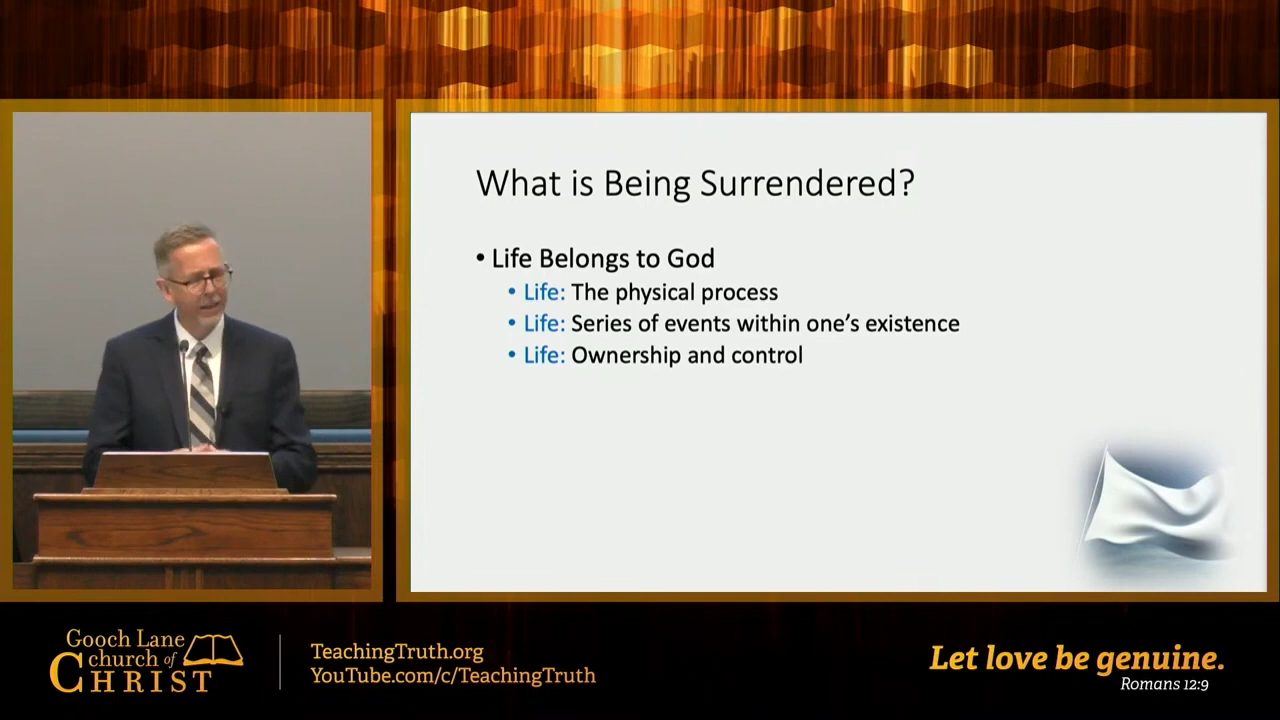 What is Being Surrendered?
• Life Belongs to God
• Life: The physical process
• Life: Series of events within one’s existence
• Life: Ownership and control
Gooch Lane
church of
CHRIST
TeachingTruth.org
YouTube.com/c/TeachingTruth
Let love be genuine.
Romans 12:9